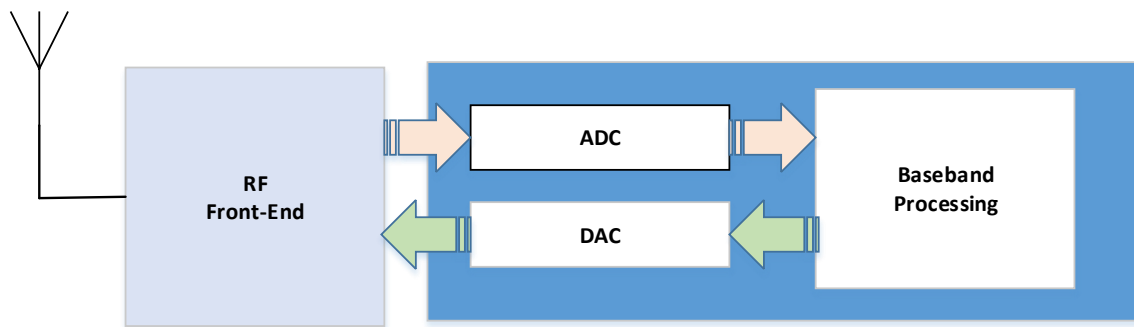 RF
Front-End
ADC
DAC
Baseband
Processing